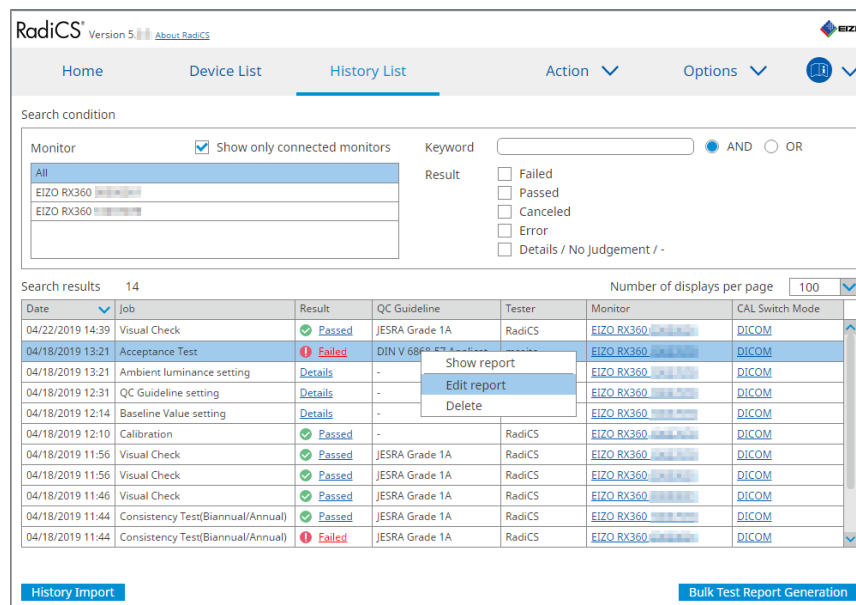 RadiCS® Version 5. About RadiCS EIZ
Home Device List History List Action Options
Search condition
Monitor Show only connected monitors Keyword AND OR
All Result Failed
EIZO RX360 Passed
EIZO RX360 Canceled
Error
Details / No Judgement / -
Search results 14 Number of displays per page 100
Date Job Result QC Guideline Tester Monitor CAL Switch Mode
04/22/2019 14:39 Visual Check Passed JESRA Grade 1A RadiCS EIZO RX360 DICOM
04/18/2019 13:21 Acceptance Test Failed DIN V 6868-57 EIZO RX360 DICOM
Show report
04/18/2019 13:21 Ambient luminance setting Details - EIZO RX360 DICOM
Edit report
04/18/2019 12:31 QC Guideline setting Details - EIZO RX360 DICOM
Delete
04/18/2019 12:14 Baseline Value setting Details - EIZO RX360 DICOM
04/18/2019 12:10 Calibration Passed - RadiCS EIZO RX360 DICOM
04/18/2019 11:56 Visual Check Passed JESRA Grade 1A RadiCS EIZO RX360 DICOM
04/18/2019 11:56 Visual Check Passed JESRA Grade 1A RadiCS EIZO RX360 DICOM
04/18/2019 11:46 Visual Check Passed JESRA Grade 1A RadiCS EIZO RX360 DICOM
04/18/2019 11:44 Consistency Test(Biannual/Annual) Passed JESRA Grade 1A RadiCS EIZO RX360 DICOM
04/18/2019 11:44 Consistency Test(Biannual/Annual) Failed JESRA Grade 1A RadiCS EIZO RX360 DICOM
History Import Bulk Test Report Generation